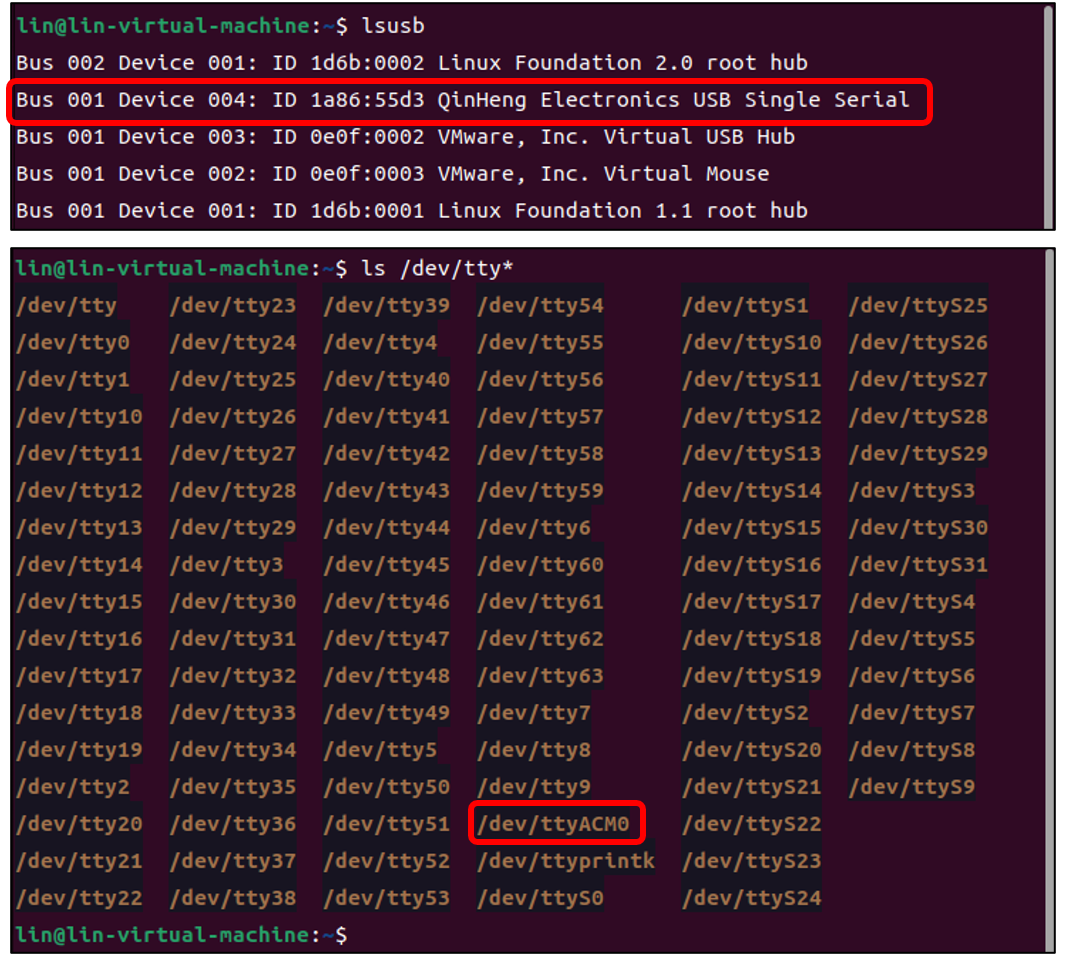 lin@lin-virtual-machine:~$ lsusb
Bus 002 Device 001: ID 1d6b:0002 Linux Foundation 2.0 root hub
Bus 001 Device 004: ID 1a86:55d3 QinHeng Electronics USB Single Serial
Bus 001 Device 003: ID 0e0f:0002 VMware, Inc. Virtual USB Hub
Bus 001 Device 002: ID 0e0f:0003 VMware, Inc. Virtual Mouse
Bus 001 Device 001: ID 1d6b:0001 Linux Foundation 1.1 root hub
lin@lin-virtual-machine:~$ ls /dev/tty*
/dev/tty /dev/tty23 /dev/tty39 /dev/tty54 /dev/ttyS1 /dev/ttyS25
/dev/tty0 /dev/tty24 /dev/tty4 /dev/tty55 /dev/ttyS10 /dev/ttyS26
/dev/tty1 /dev/tty25 /dev/tty40 /dev/tty56 /dev/ttyS11 /dev/ttyS27
/dev/tty10 /dev/tty26 /dev/tty41 /dev/tty57 /dev/ttyS12 /dev/ttyS28
/dev/tty11 /dev/tty27 /dev/tty42 /dev/tty58 /dev/ttyS13 /dev/ttyS29
/dev/tty12 /dev/tty28 /dev/tty43 /dev/tty59 /dev/ttyS14 /dev/ttyS3
/dev/tty13 /dev/tty29 /dev/tty44 /dev/tty6 /dev/ttyS15 /dev/ttyS30
/dev/tty14 /dev/tty3 /dev/tty45 /dev/tty60 /dev/ttyS16 /dev/ttyS31
/dev/tty15 /dev/tty30 /dev/tty46 /dev/tty61 /dev/ttyS17 /dev/ttyS4
/dev/tty16 /dev/tty31 /dev/tty47 /dev/tty62 /dev/ttyS18 /dev/ttyS5
/dev/tty17 /dev/tty32 /dev/tty48 /dev/tty63 /dev/ttyS19 /dev/ttyS6
/dev/tty18 /dev/tty33 /dev/tty49 /dev/tty7 /dev/ttyS2 /dev/ttyS7
/dev/tty19 /dev/tty34 /dev/tty5 /dev/tty8 /dev/ttyS20 /dev/ttyS8
/dev/tty2 /dev/tty35 /dev/tty50 /dev/tty9 /dev/ttyS21 /dev/ttyS9
/dev/tty20 /dev/tty36 /dev/tty51 /dev/ttyACM0 /dev/ttyS22
/dev/tty21 /dev/tty37 /dev/tty52 /dev/ttyprintk /dev/ttyS23
/dev/tty22 /dev/tty38 /dev/tty53 /dev/ttyS0 /dev/ttyS24
lin@lin-virtual-machine:~$